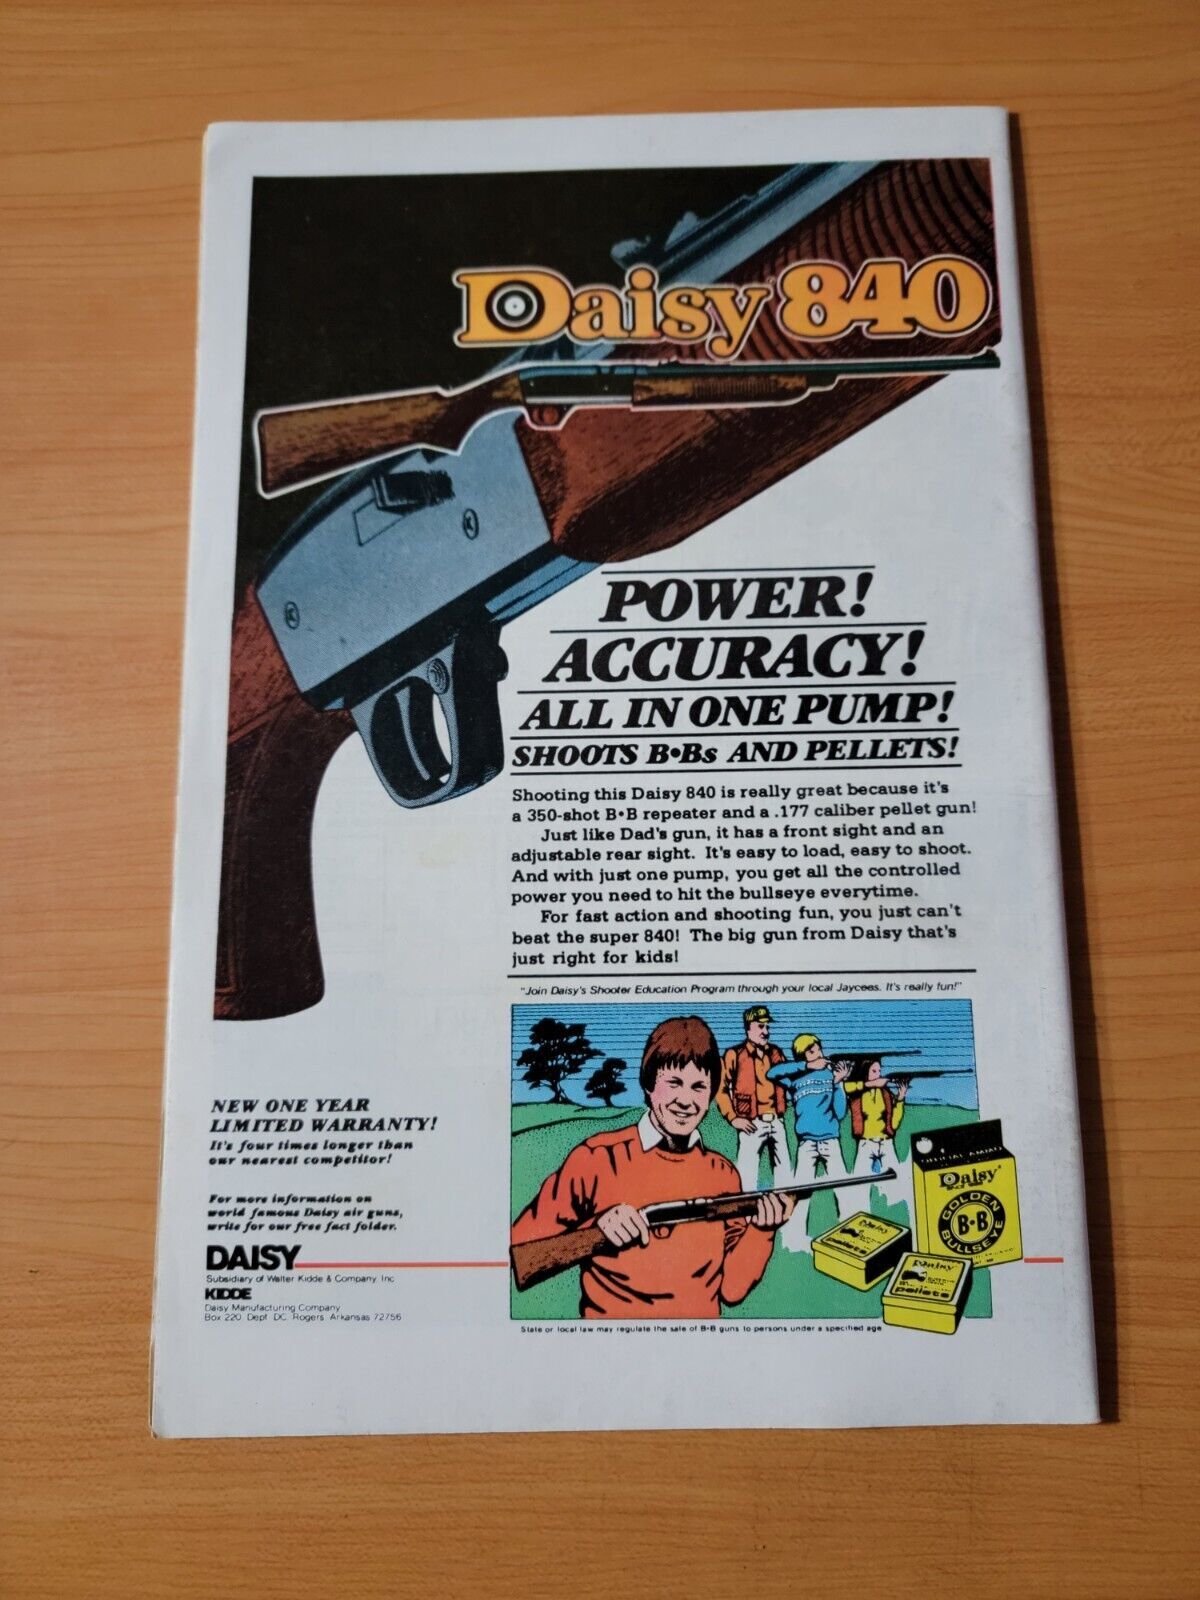 Daisy 840
POWER!
ACCURACY!
ALL IN ONE PUMP!
SHOOTS B•Bs AND PELLETS!
Shooting this Daisy 840 is really great because it's
a 350-shot B•B repeater and a .177 caliber pellet gun!
Just like Dad's gun, it has a front sight and an
adjustable rear sight. It's easy to load, easy to shoot.
And with just one pump, you get all the controlled
power you need to hit the bullseye everytime.
For fast action and shooting fun, you just can't
beat the super 840! The big gun from Daisy that's
just right for kids!
"Join Daisy's Shooter Education Program through your local Jaycees. It's really fun!"
NEW ONE YEAR
LIMITED WARRANTY!
It's four times longer than
our nearest competitor!
For more information on
world famous Daisy air guns,
write for our free fact folder.
DAISY
Subsidiary of Walter Kidde & Company, Inc
KIDDE
Daisy Manufacturing Company
Box 220 Dept DC Rogers Arkansas 72756
Daisy
GOLDEN
B•B
BULLSEYE
Daisy
pellets
Daisy
pellets
State or local law may regulate the sale of B•B guns to persons under a specified age